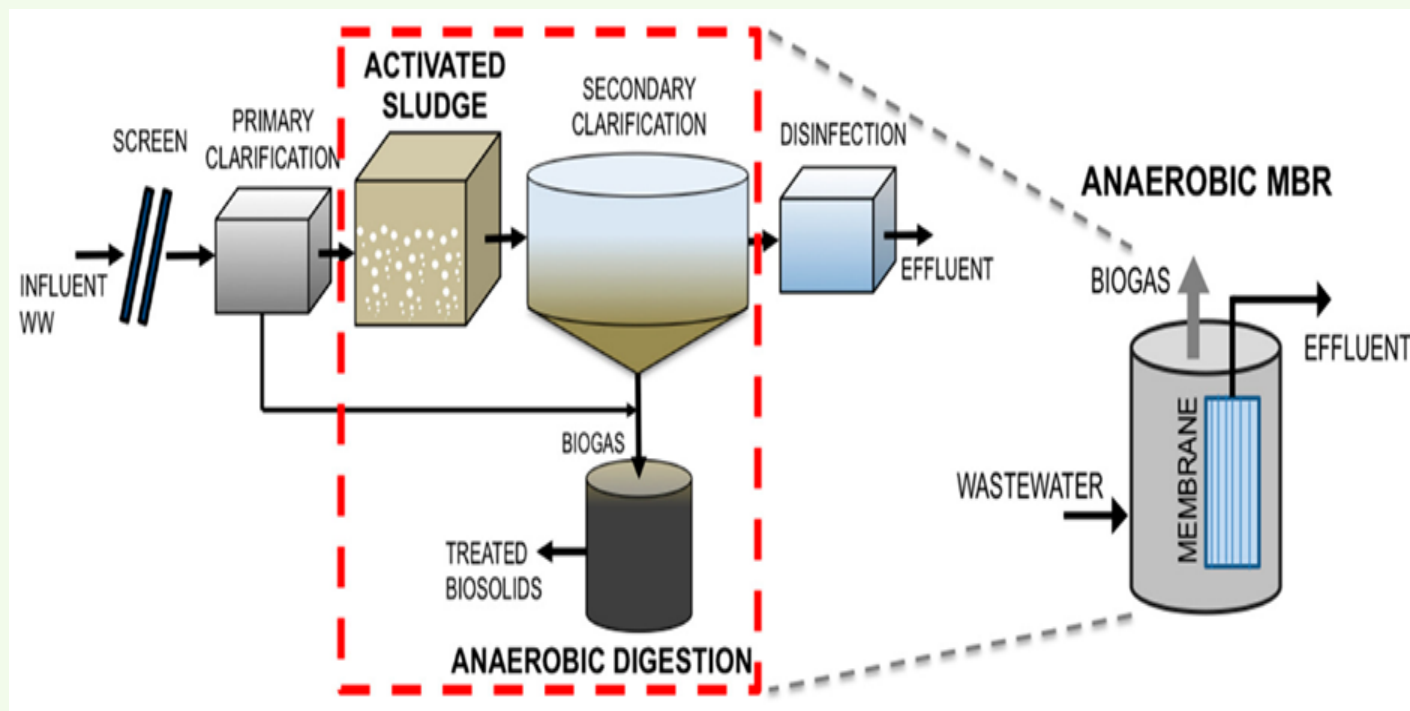 SCREEN
PRIMARY
CLARIFICATION
ACTIVATED
SLUDGE
SECONDARY
CLARIFICATION
DISINFECTION
INFLUENT
WW
EFFLUENT
BIOGAS
TREATED
BIOSOLIDS
ANAEROBIC DIGESTION
ANAEROBIC MBR
BIOGAS
EFFLUENT
WASTEWATER
MEMBRANE